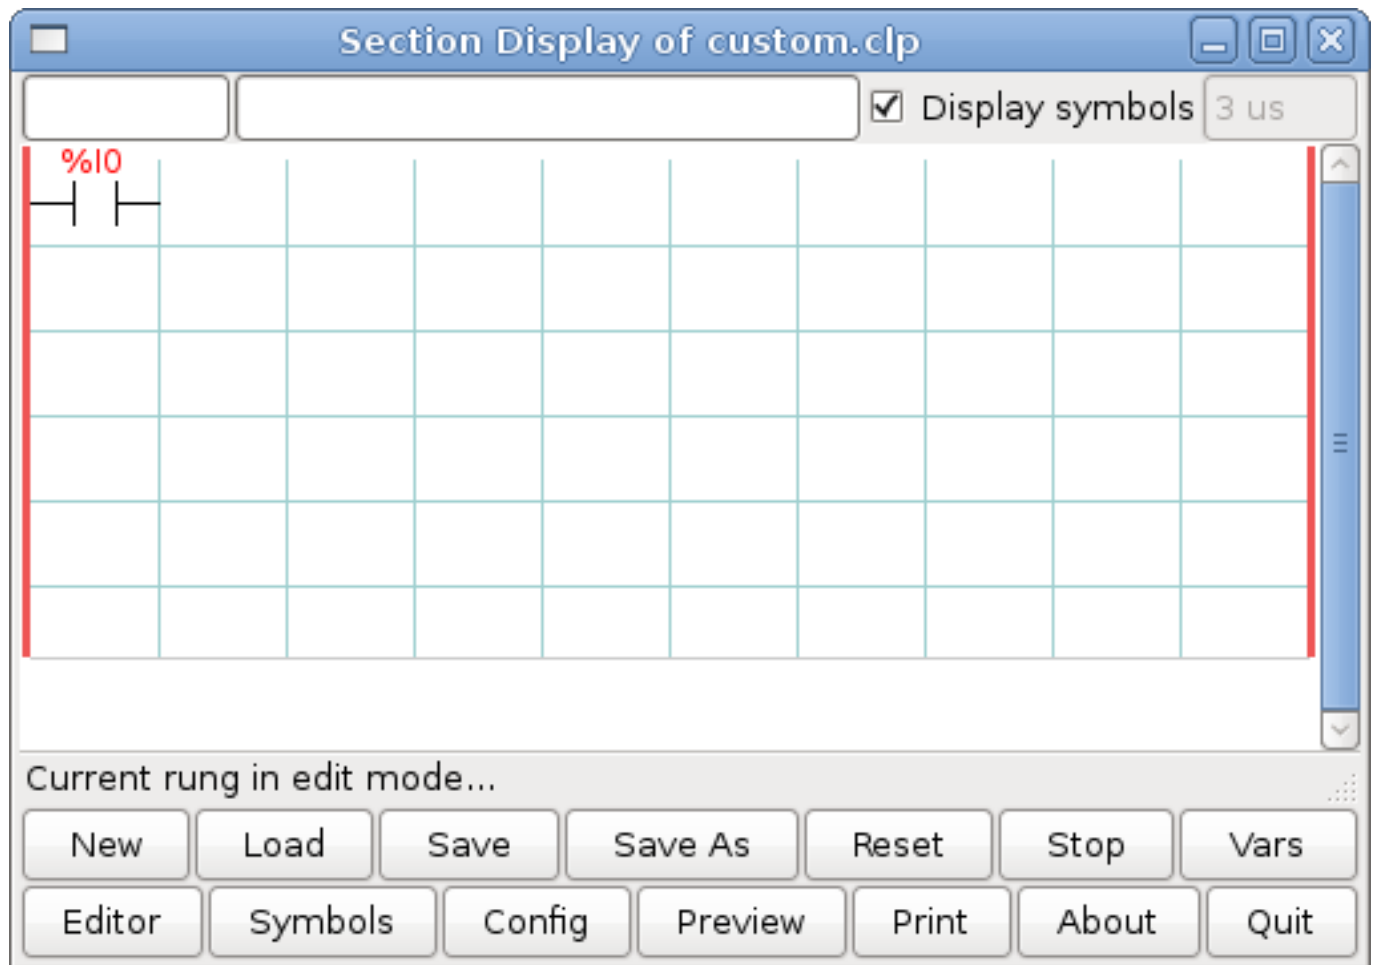 Section Display of custom.clp
Display symbols 3 us
%I0
Current rung in edit mode...
New Load Save Save As Reset Stop Vars
Editor Symbols Config Preview Print About Quit